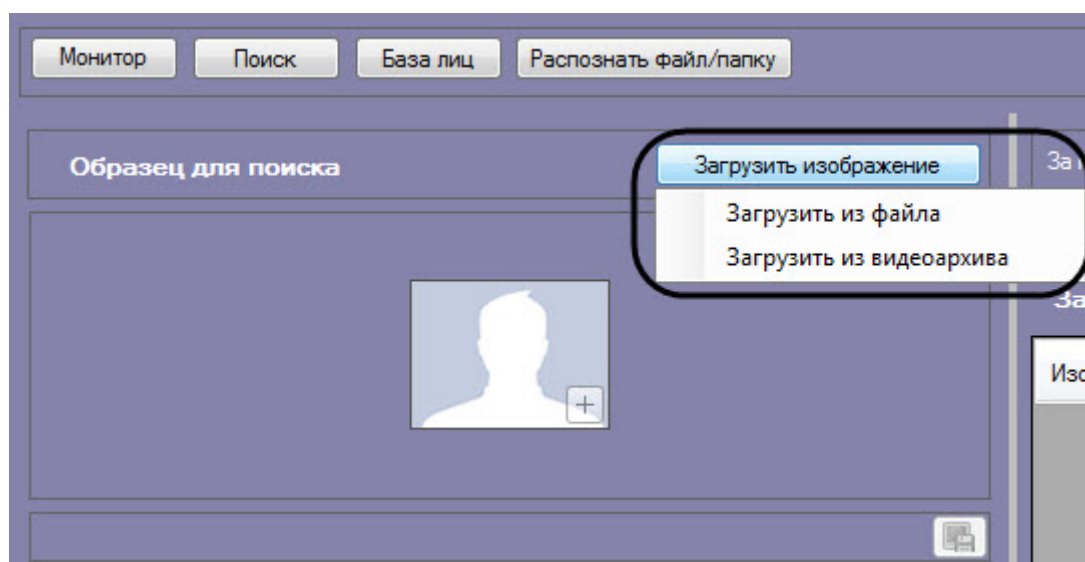 Монитор Поиск База лиц Распознать файл/папку
Образец для поиска Загрузить изображение
Загрузить из файла
Загрузить из видеоархива